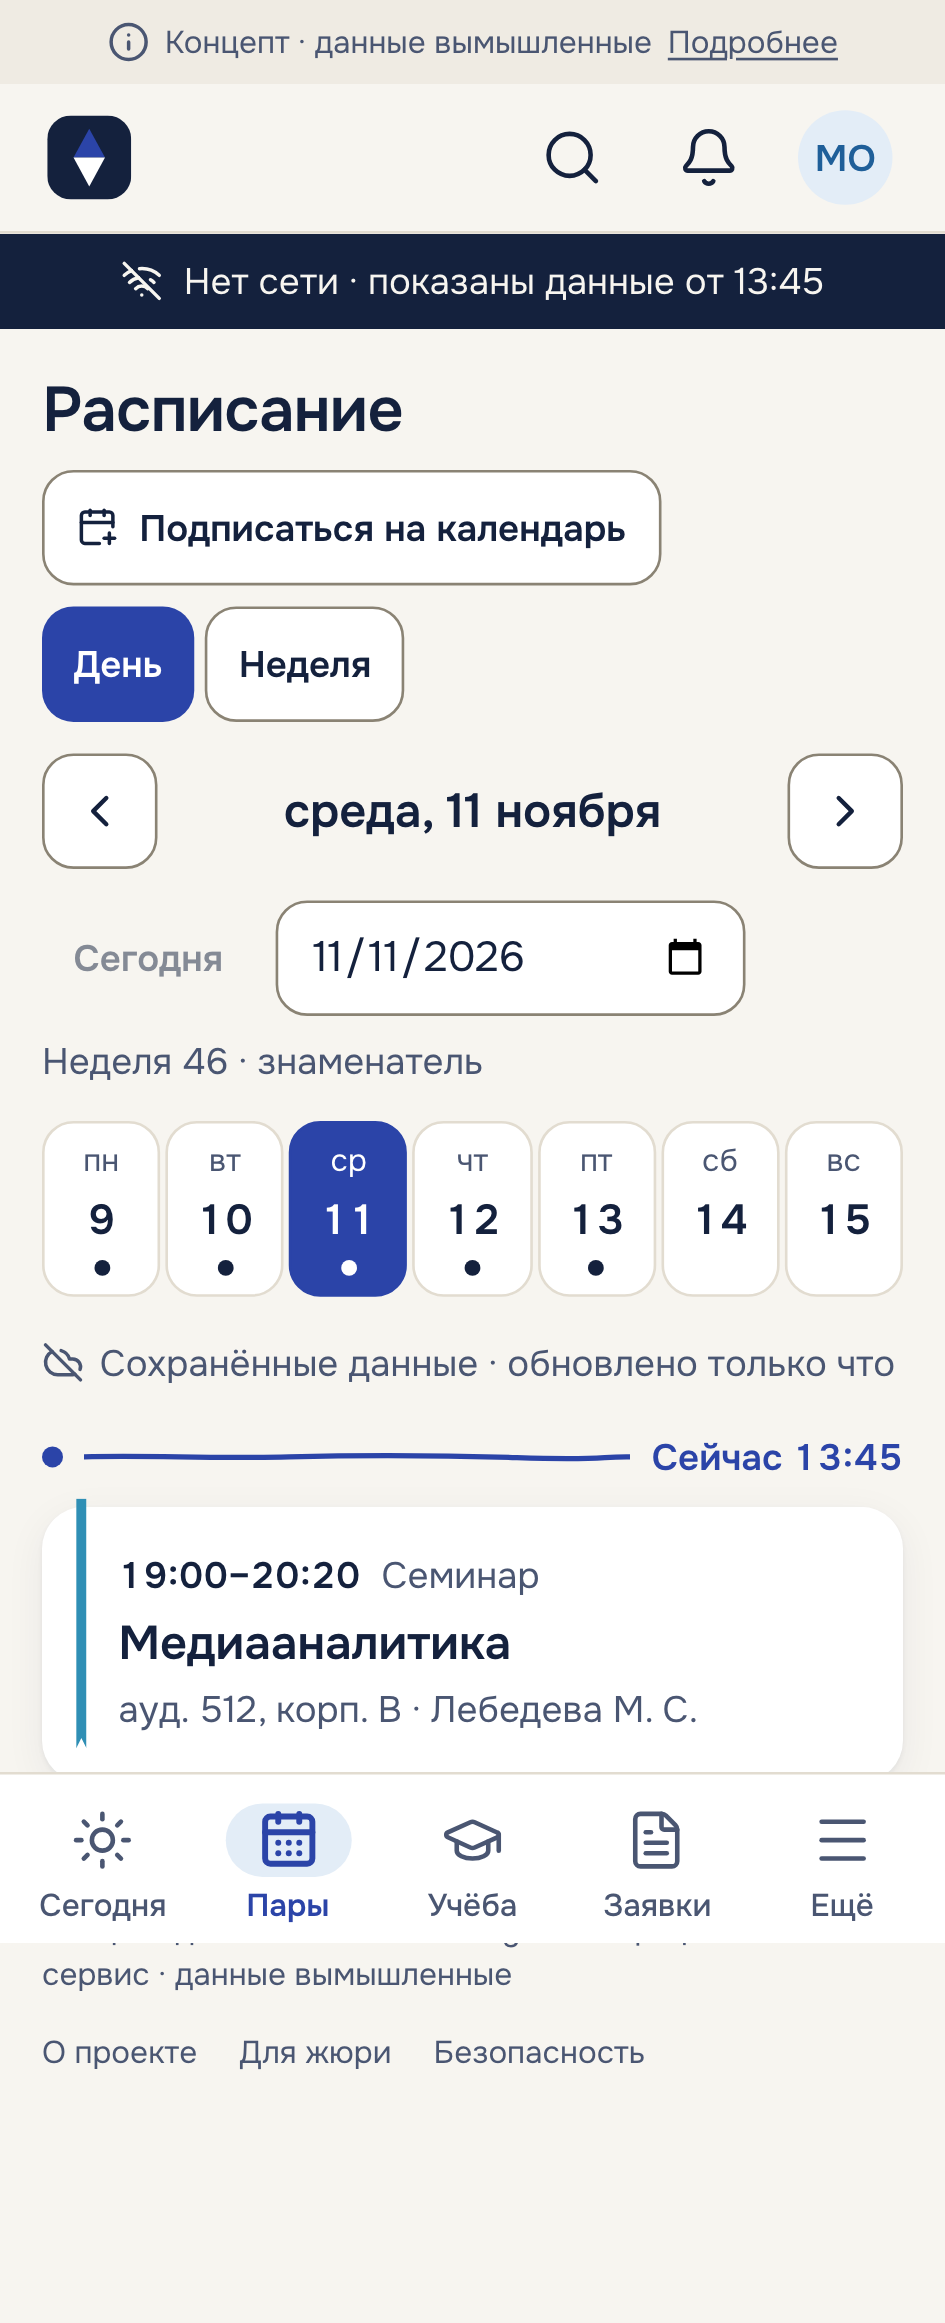 Концепт · данные вымышленные Подробнее
МО
Нет сети · показаны данные от 13:45
Расписание
Подписаться на календарь
День Неделя
среда, 11 ноября
Сегодня 11/11/2026
Неделя 46 · знаменатель
пн вт ср чт пт сб вс
9 10 11 12 13 14 15
Сохранённые данные · обновлено только что
Сейчас 13:45
19:00–20:20 Семинар
Медиааналитика
ауд. 512, корп. В · Лебедева М. С.
Сегодня Пары Учёба Заявки Ещё
сервис · данные вымышленные
О проекте Для жюри Безопасность